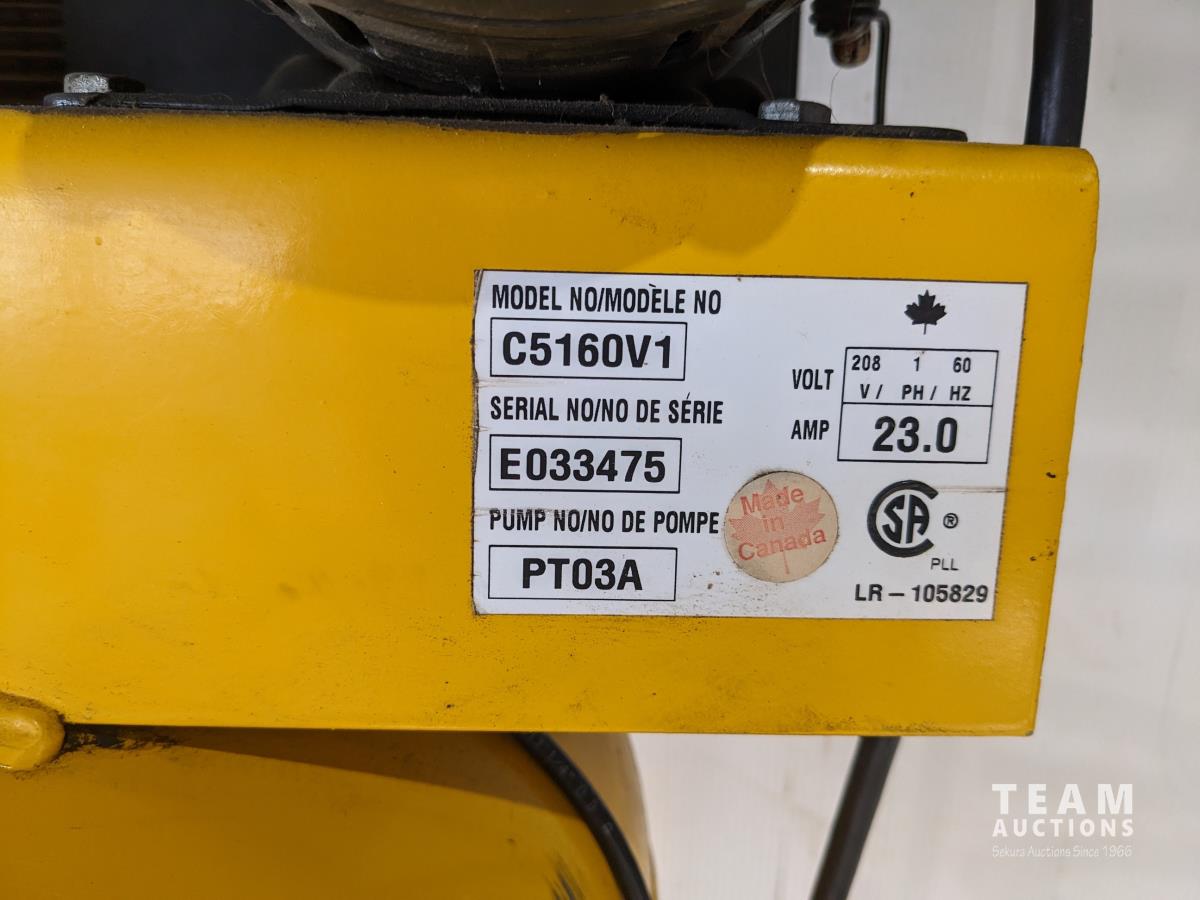 MODEL NO/MODÈLE NO
C5160V1
SERIAL NO/NO DE SÉRIE
E033475
PUMP NO/NO DE POMPE
PT03A
VOLT
208 1 60
V / PH / HZ
AMP
23.0
Made
in
Canada
CSA ®
PLL
LR – 105829
TEAM
AUCTIONS
Sekura Auctions Since 1966